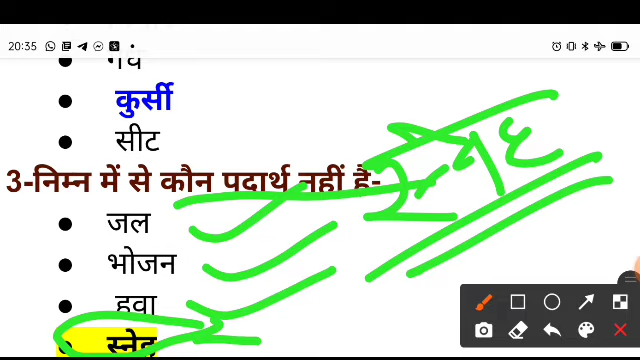 20:35
गंध
कुर्सी
सीट
3-निम्न में से कौन पदार्थ नहीं है-
जल
भोजन
हवा
स्नेह